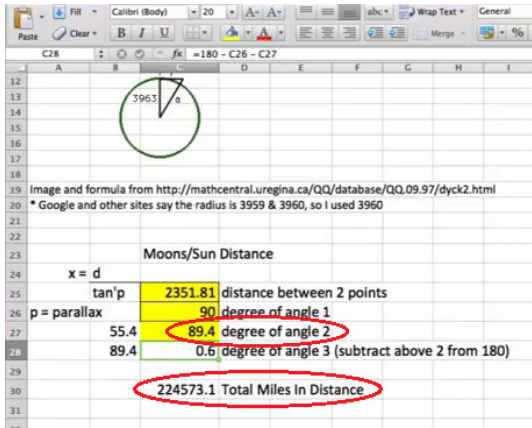 Fill Calibri (Body) 20 A A abc Wrap Text General
Paste Clear B I U A Merge %
C28 fx =180 - C26 - C27
A B C D E F G H I
12
13 3963 a
14
15
16
17
18
19 Image and formula from http://mathcentral.uregina.ca/QQ/database/QQ.09.97/dyck2.html
20 * Google and other sites say the radius is 3959 & 3960, so I used 3960
21
22
23 Moons/Sun Distance
24 x = d
25 tan'p 2351.81 distance between 2 points
26 p = parallax 90 degree of angle 1
27 55.4 89.4 degree of angle 2
28 89.4 0.6 degree of angle 3 (subtract above 2 from 180)
29
30 224573.1 Total Miles In Distance
31